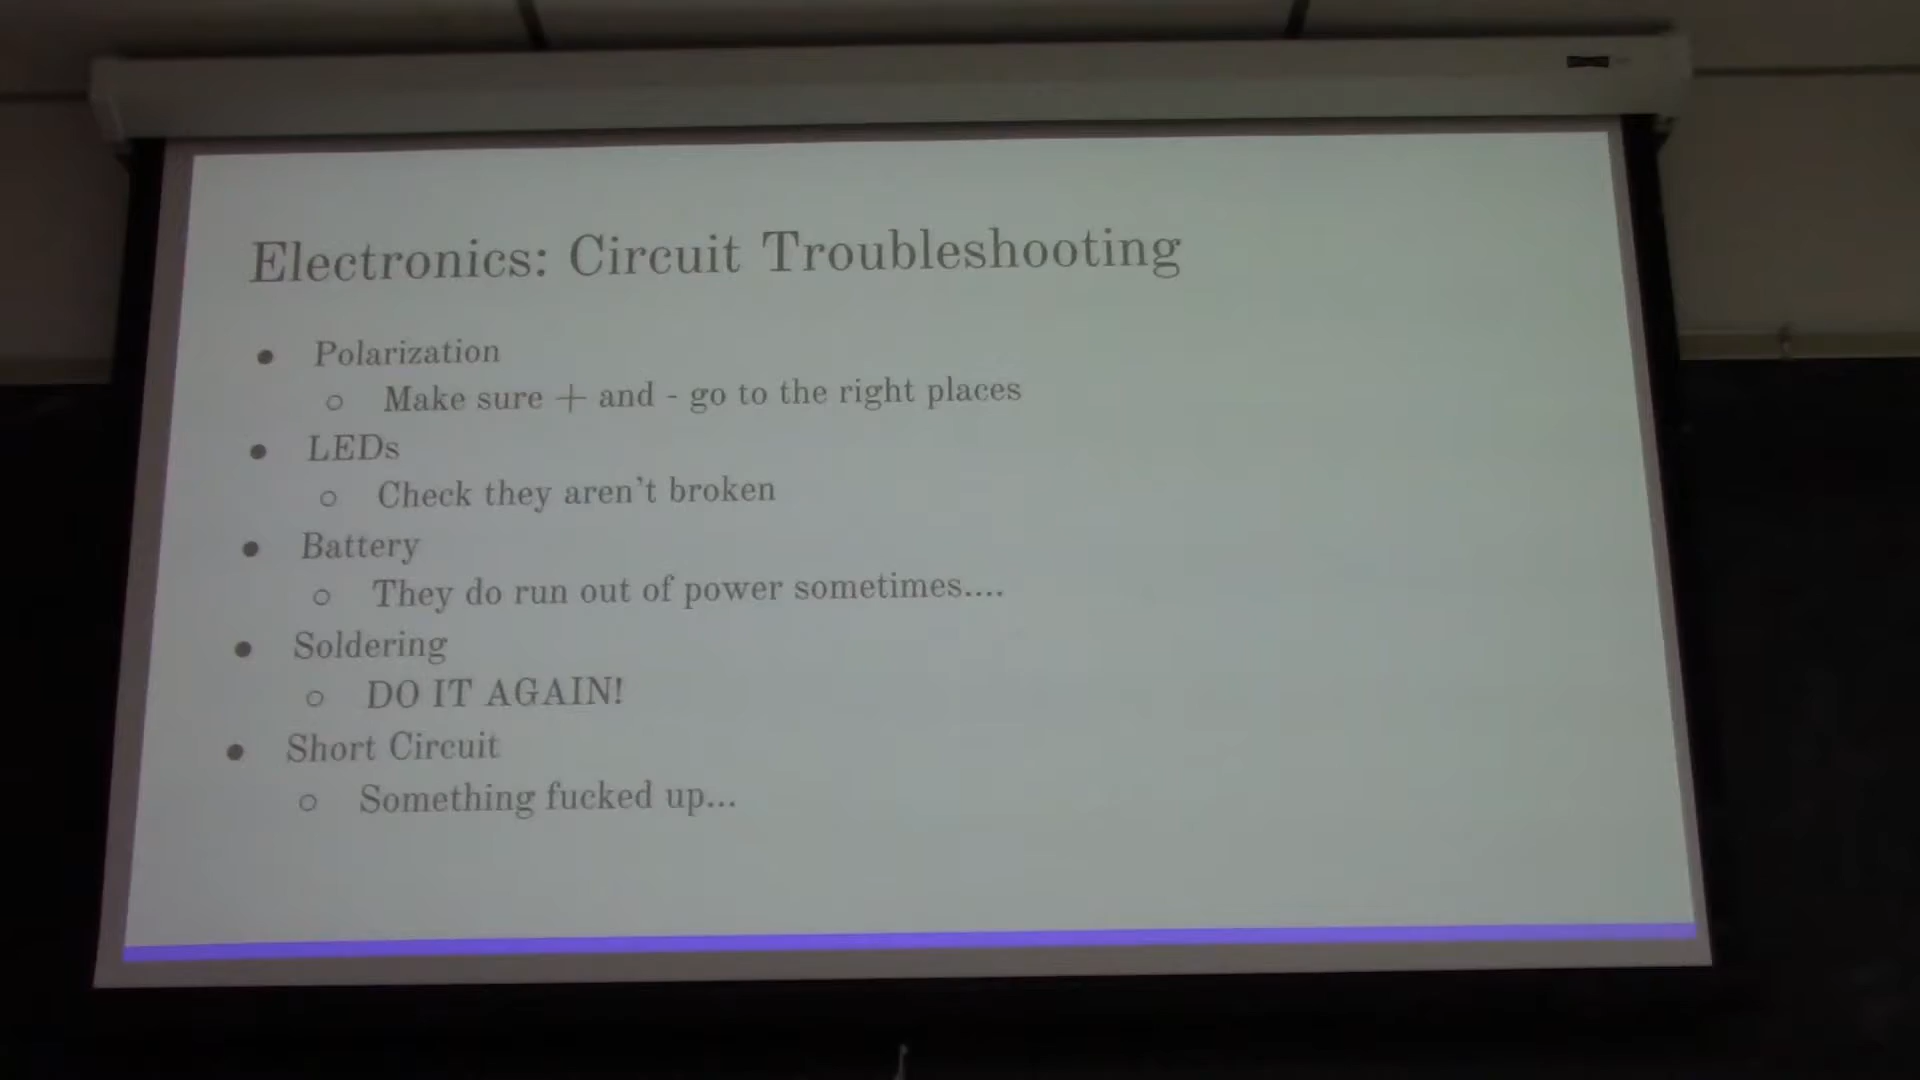 Electronics: Circuit Troubleshooting
● Polarization
○ Make sure + and - go to the right places
● LEDs
○ Check they aren't broken
● Battery
○ They do run out of power sometimes....
● Soldering
○ DO IT AGAIN!
● Short Circuit
○ Something fucked up...